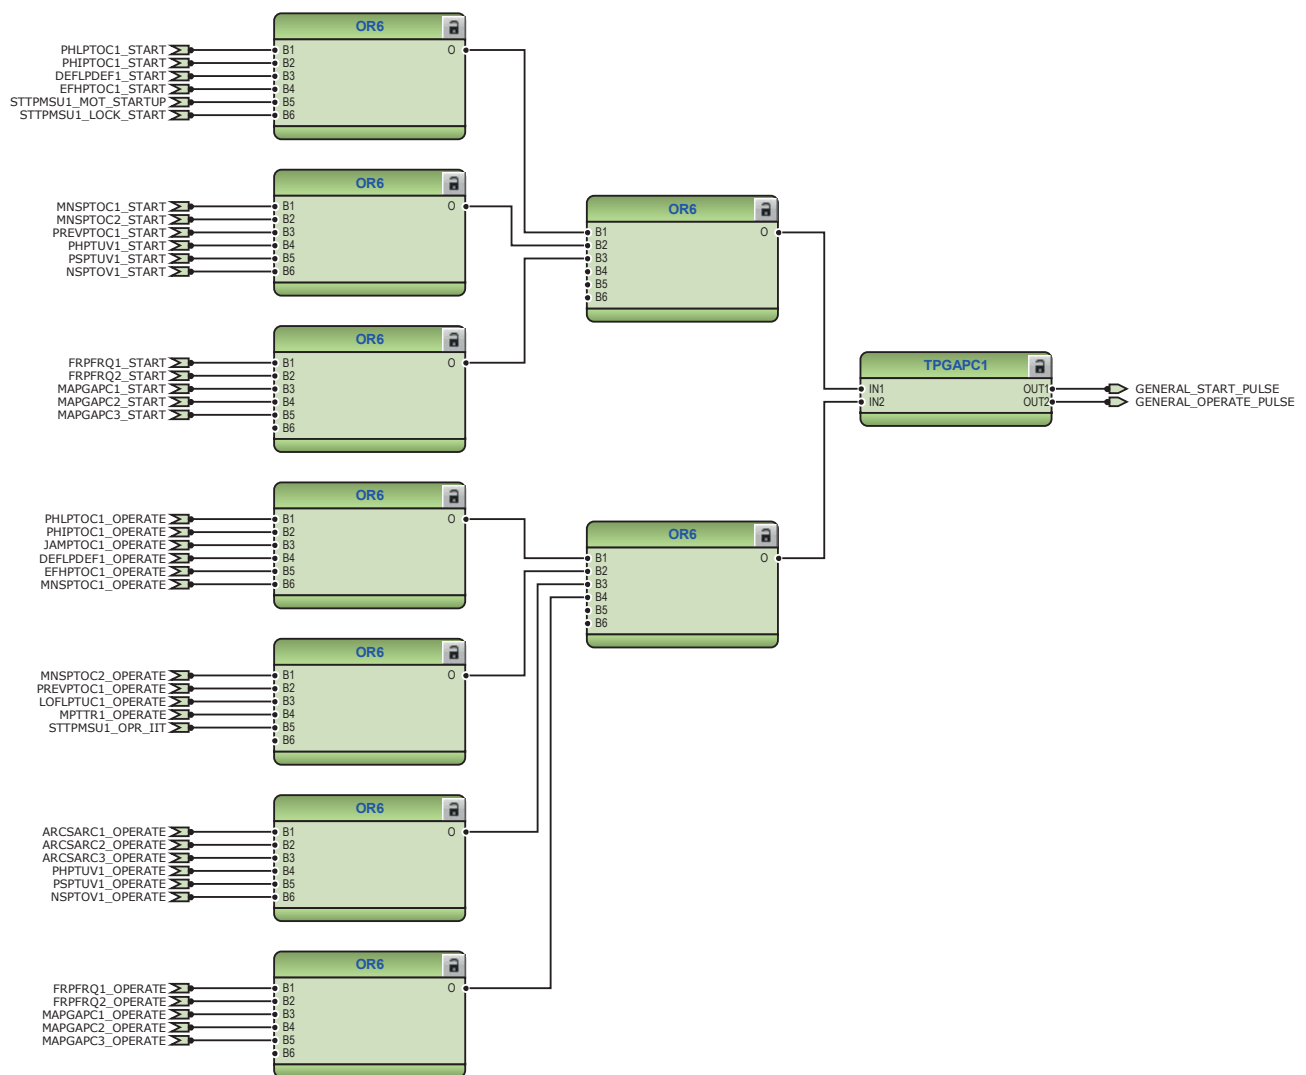 OR6
PHLPTOC1_START B1 O
PHIPTOC1_START B2
DEFLPDEF1_START B3
EFHPTOC1_START B4
STTPMSU1_MOT_STARTUP B5
STTPMSU1_LOCK_START B6
OR6
MNSPTOC1_START B1 O
MNSPTOC2_START B2
PREVPTOC1_START B3
PHPTUV1_START B4
PSPTUV1_START B5
NSPTOV1_START B6
OR6
B1 O
B2
B3
B4
B5
B6
OR6
FRPFRQ1_START B1 O
FRPFRQ2_START B2
MAPGAPC1_START B3
MAPGAPC2_START B4
MAPGAPC3_START B5
B6
TPGAPC1
IN1 OUT1 GENERAL_START_PULSE
IN2 OUT2 GENERAL_OPERATE_PULSE
OR6
PHLPTOC1_OPERATE B1 O
PHIPTOC1_OPERATE B2
JAMPTOC1_OPERATE B3
DEFLPDEF1_OPERATE B4
EFHPTOC1_OPERATE B5
MNSPTOC1_OPERATE B6
OR6
B1 O
B2
B3
B4
B5
B6
OR6
MNSPTOC2_OPERATE B1 O
PREVPTOC1_OPERATE B2
LOFLPTUC1_OPERATE B3
MPTTR1_OPERATE B4
STTPMSU1_OPR_IIT B5
B6
OR6
ARCSARC1_OPERATE B1 O
ARCSARC2_OPERATE B2
ARCSARC3_OPERATE B3
PHPTUV1_OPERATE B4
PSPTUV1_OPERATE B5
NSPTOV1_OPERATE B6
OR6
FRPFRQ1_OPERATE B1 O
FRPFRQ2_OPERATE B2
MAPGAPC1_OPERATE B3
MAPGAPC2_OPERATE B4
MAPGAPC3_OPERATE B5
B6